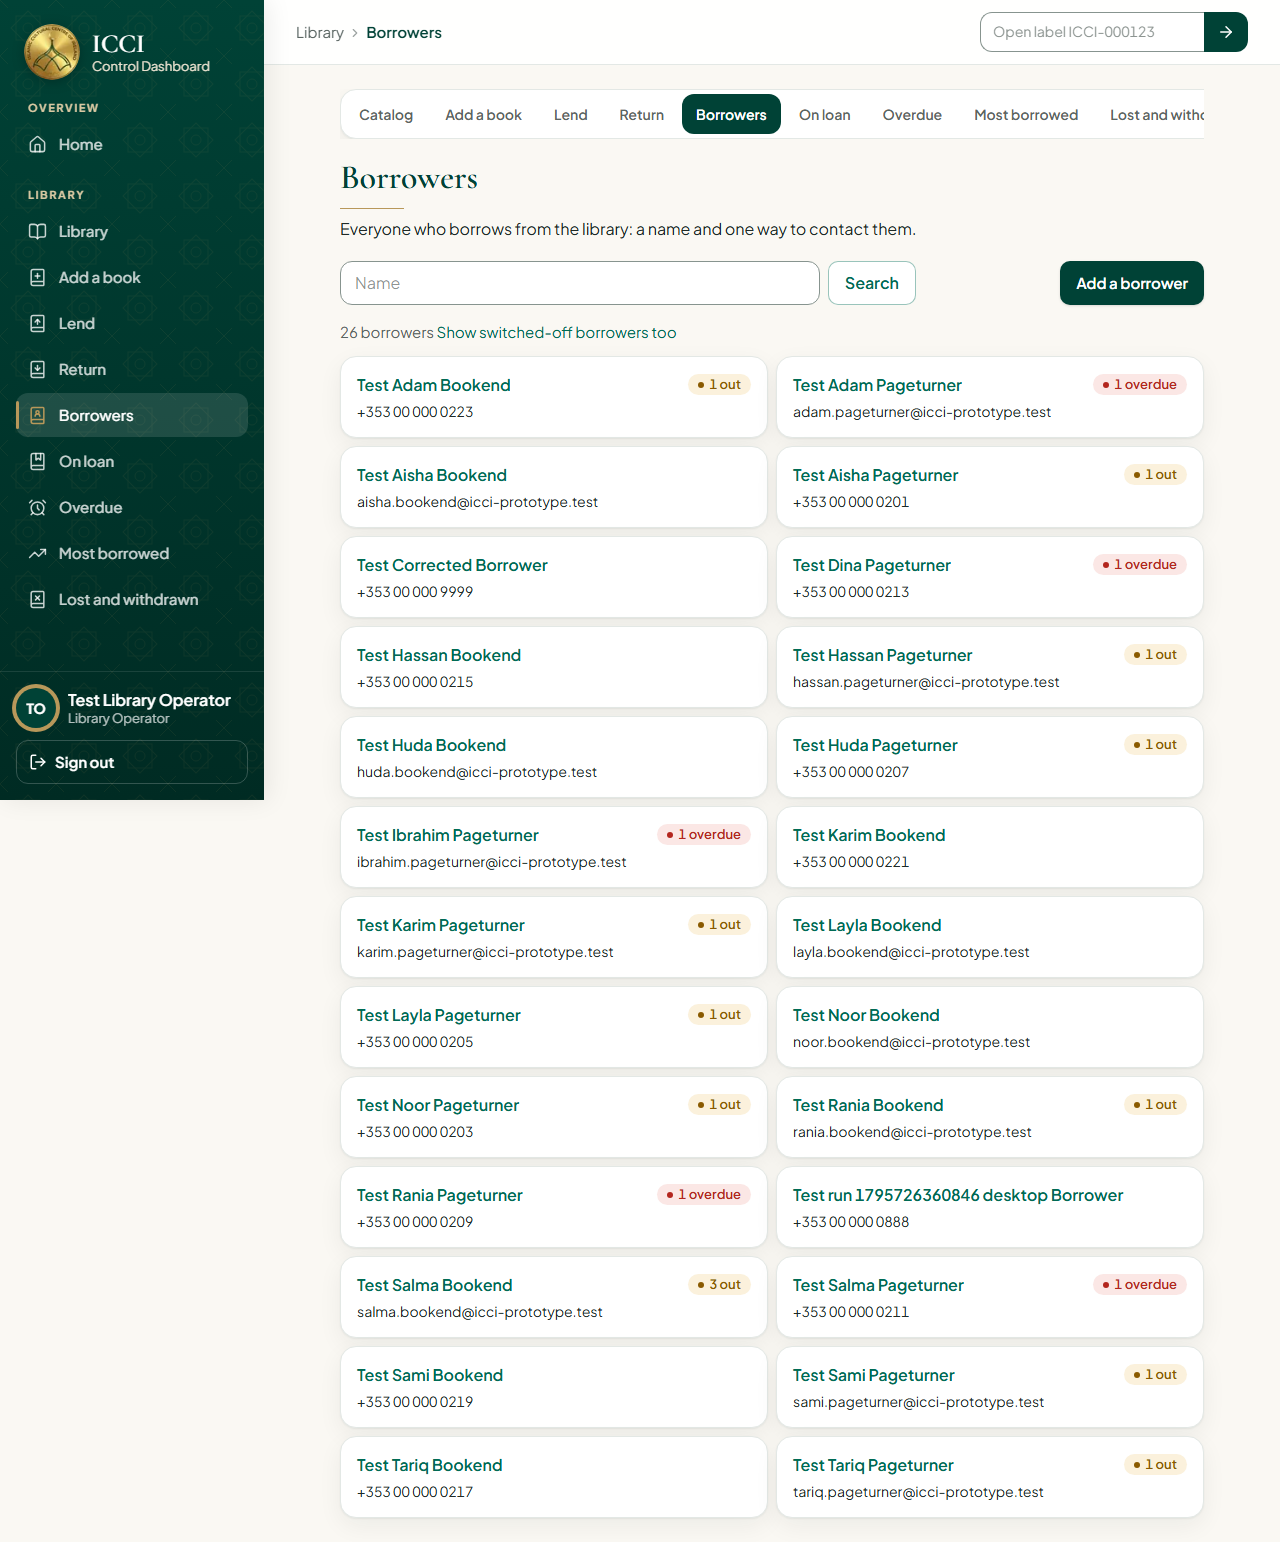 ICCI
Control Dashboard
OVERVIEW
Home
LIBRARY
Library
Add a book
Lend
Return
Borrowers
On loan
Overdue
Most borrowed
Lost and withdrawn
TO
Test Library Operator
Library Operator
Sign out
Library > Borrowers
Open label ICCI-000123
Catalog Add a book Lend Return Borrowers On loan Overdue Most borrowed Lost and withd
Borrowers
Everyone who borrows from the library: a name and one way to contact them.
Name
Search
Add a borrower
26 borrowers Show switched-off borrowers too
Test Adam Bookend 1 out
+353 00 000 0223
Test Adam Pageturner 1 overdue
adam.pageturner@icci-prototype.test
Test Aisha Bookend
aisha.bookend@icci-prototype.test
Test Aisha Pageturner 1 out
+353 00 000 0201
Test Corrected Borrower
+353 00 000 9999
Test Dina Pageturner 1 overdue
+353 00 000 0213
Test Hassan Bookend
+353 00 000 0215
Test Hassan Pageturner 1 out
hassan.pageturner@icci-prototype.test
Test Huda Bookend
huda.bookend@icci-prototype.test
Test Huda Pageturner 1 out
+353 00 000 0207
Test Ibrahim Pageturner 1 overdue
ibrahim.pageturner@icci-prototype.test
Test Karim Bookend
+353 00 000 0221
Test Karim Pageturner 1 out
karim.pageturner@icci-prototype.test
Test Layla Bookend
layla.bookend@icci-prototype.test
Test Layla Pageturner 1 out
+353 00 000 0205
Test Noor Bookend
noor.bookend@icci-prototype.test
Test Noor Pageturner 1 out
+353 00 000 0203
Test Rania Bookend 1 out
rania.bookend@icci-prototype.test
Test Rania Pageturner 1 overdue
+353 00 000 0209
Test run 1795726360846 desktop Borrower
+353 00 000 0888
Test Salma Bookend 3 out
salma.bookend@icci-prototype.test
Test Salma Pageturner 1 overdue
+353 00 000 0211
Test Sami Bookend
+353 00 000 0219
Test Sami Pageturner 1 out
sami.pageturner@icci-prototype.test
Test Tariq Bookend
+353 00 000 0217
Test Tariq Pageturner 1 out
tariq.pageturner@icci-prototype.test